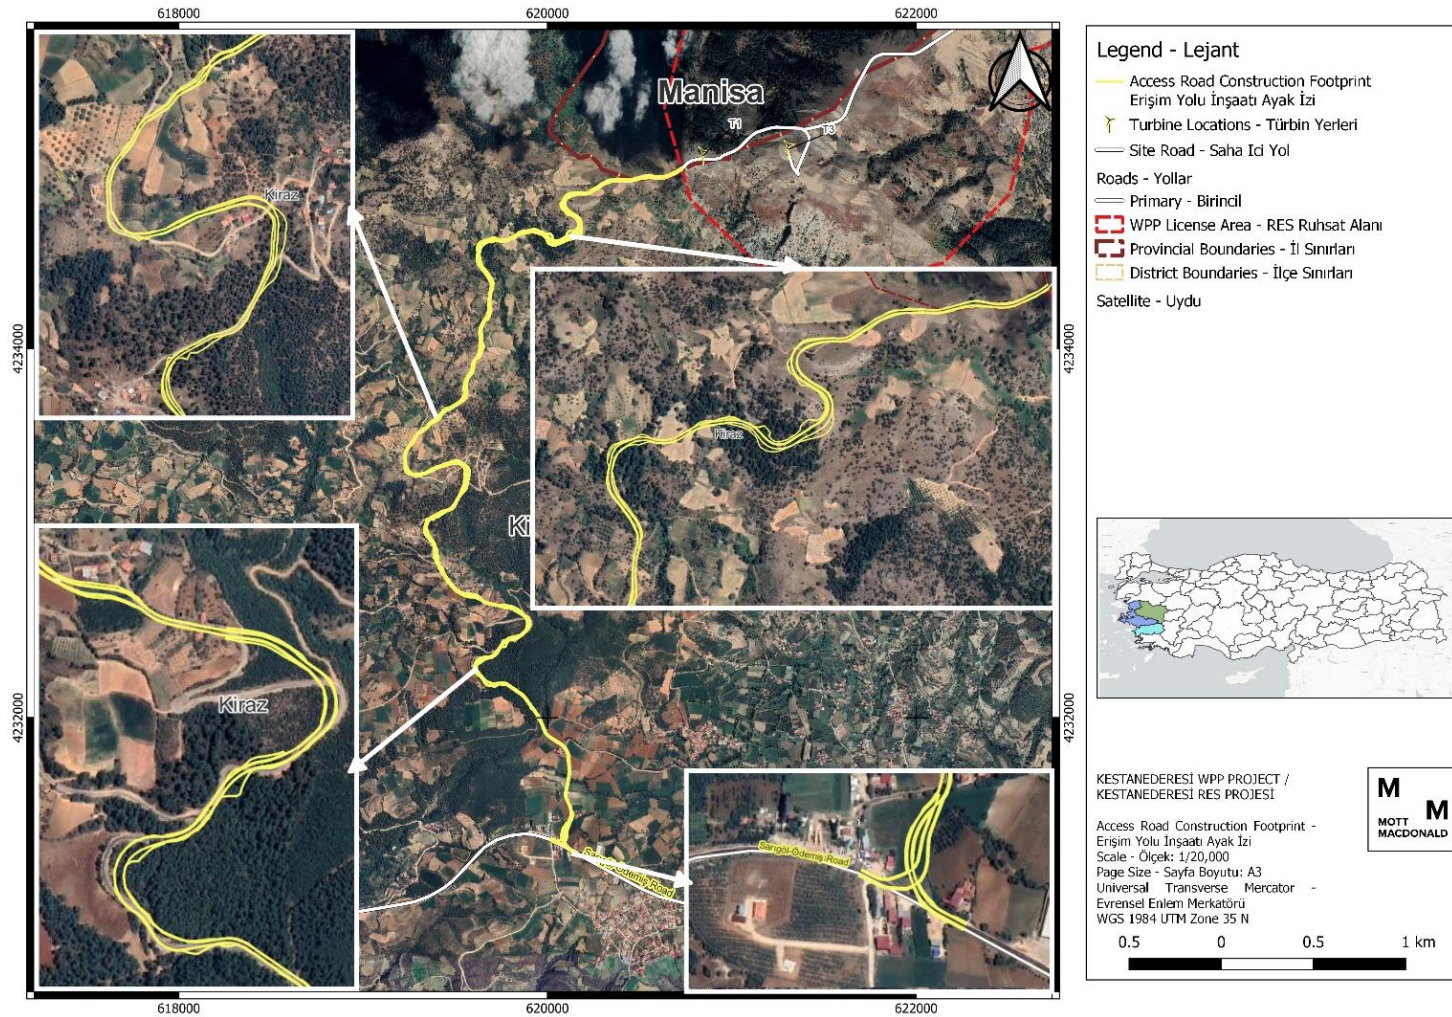 618000
620000
622000
Manisa
T1
T3
Kiraz
4234000
4234000
Kiraz
Ki
Kiraz
4232000
4232000
Sarıgöl-Ödemiş Road
Sarıgöl-Ödemiş Road
618000
620000
622000
Legend - Lejant
Access Road Construction Footprint
Erişim Yolu İnşaatı Ayak İzi
Turbine Locations - Türbin Yerleri
Site Road - Saha Ici Yol
Roads - Yollar
Primary - Birincil
WPP License Area - RES Ruhsat Alanı
Provincial Boundaries - İl Sınırları
District Boundaries - İlçe Sınırları
Satellite - Uydu
KESTANEDERESİ WPP PROJECT /
KESTANEDERESİ RES PROJESİ
M
M
MOTT
MACDONALD
Access Road Construction Footprint -
Erişim Yolu İnşaatı Ayak İzi
Scale - Ölçek: 1/20,000
Page Size - Sayfa Boyutu: A3
Universal Transverse Mercator -
Evrensel Enlem Merkatörü
WGS 1984 UTM Zone 35 N
0.5 0 0.5 1 km